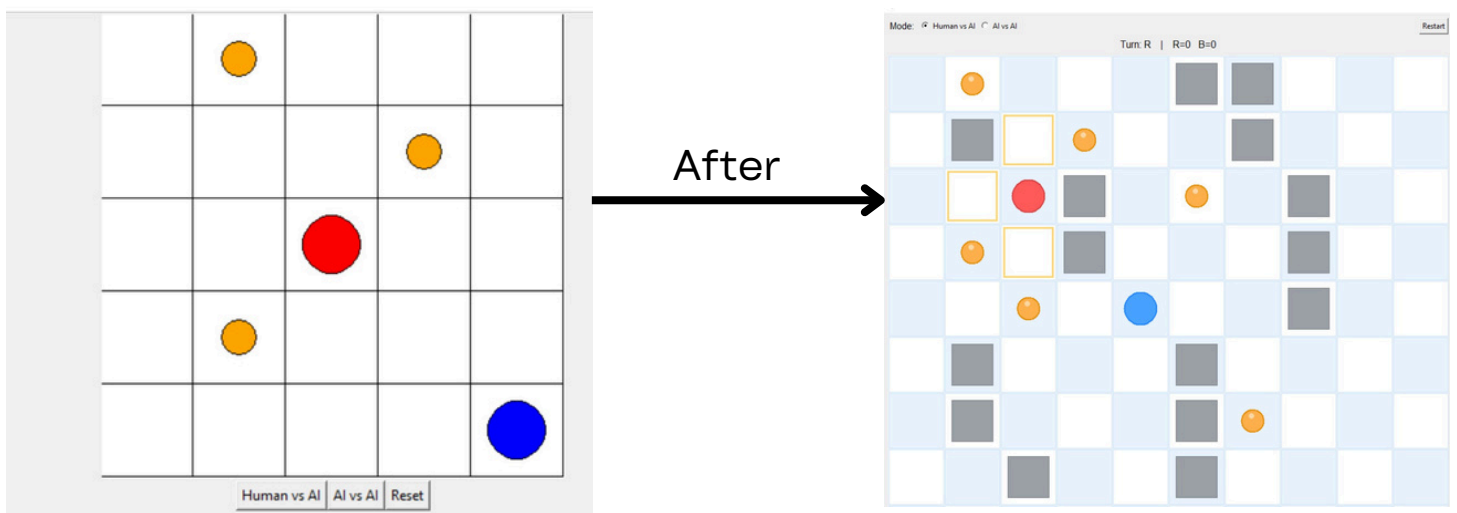 Human vs AI AI vs AI Reset
After
Mode: Human vs AI AI vs AI Restart
Turn: R | R=0 B=0